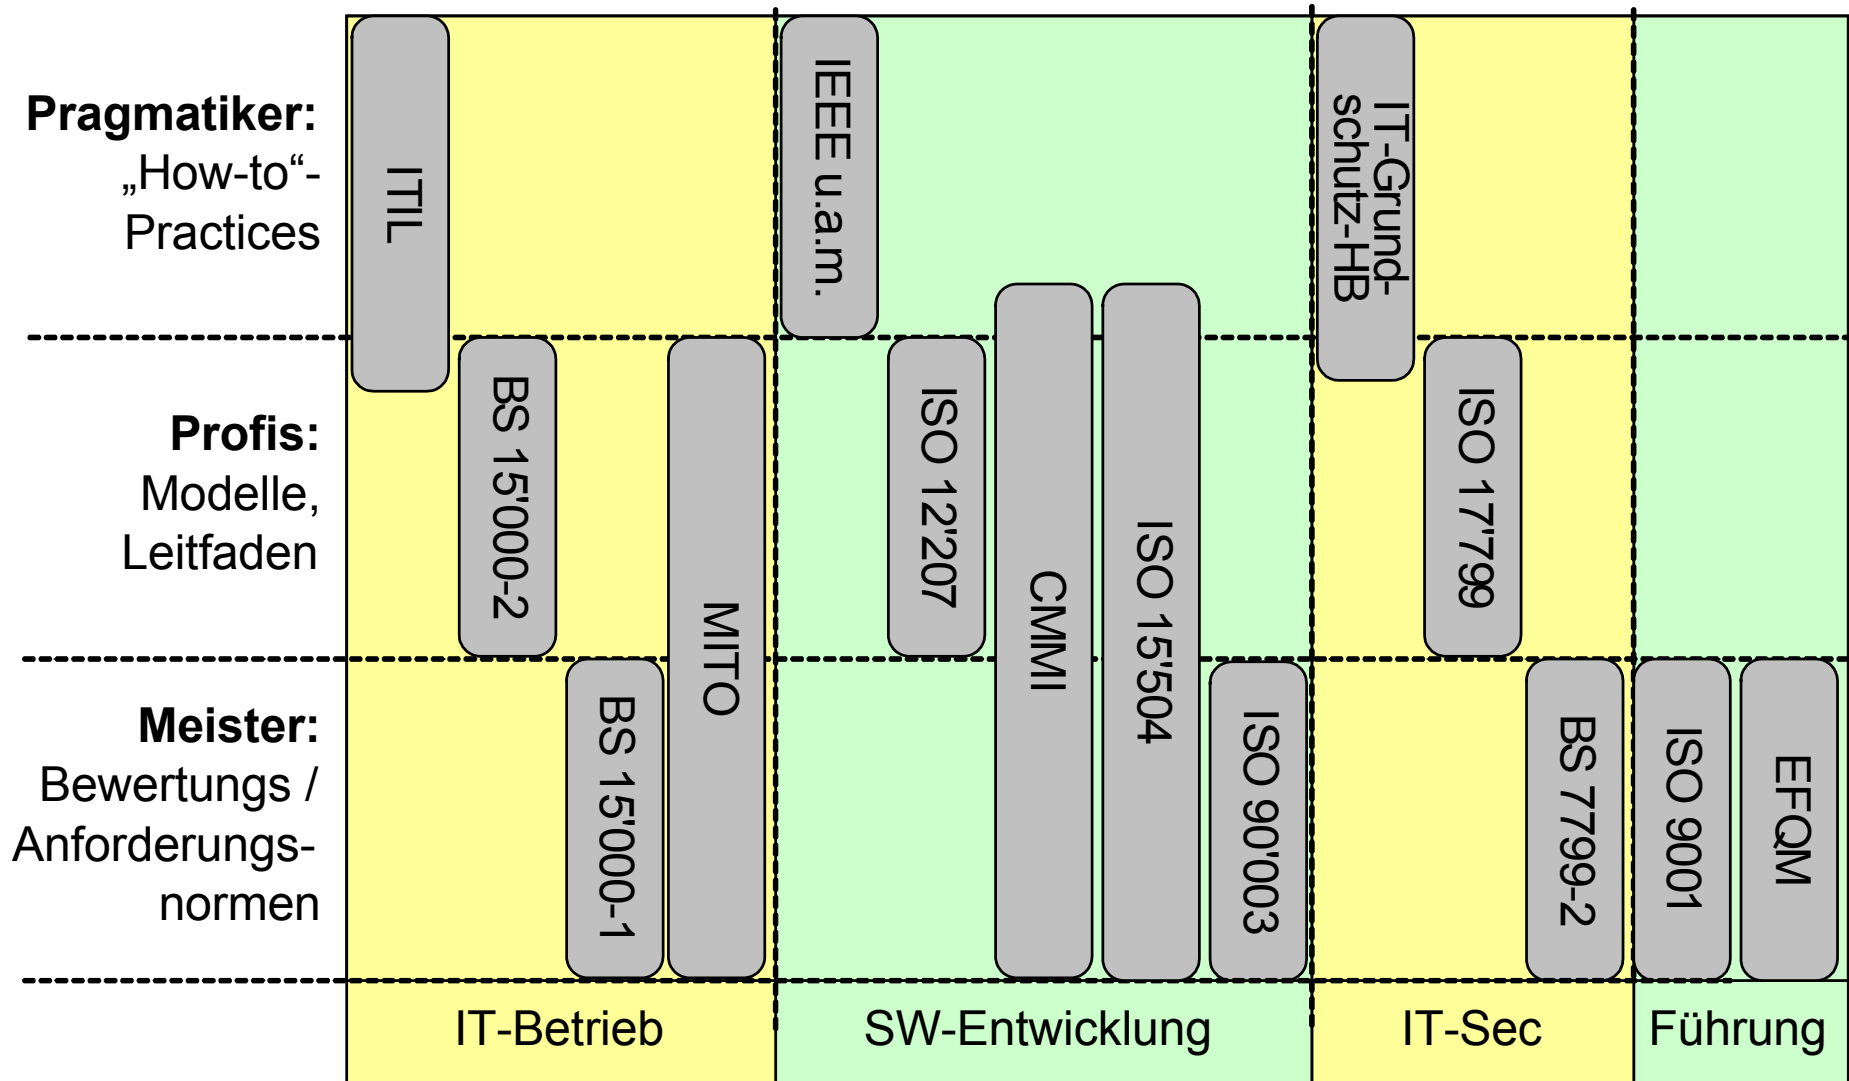 Pragmatiker:
„How-to“-
Practices
Profis:
Modelle,
Leitfaden
Meister:
Bewertungs /
Anforderungs-
normen
ITIL
BS 15'000-2
BS 15'000-1
MITO
IEEE u.a.m.
ISO 12'207
CMMI
ISO 15'504
ISO 90'003
IT-Grund-
schutz-HB
ISO 17'799
BS 7799-2
ISO 9001
EFQM
IT-Betrieb
SW-Entwicklung
IT-Sec
Führung